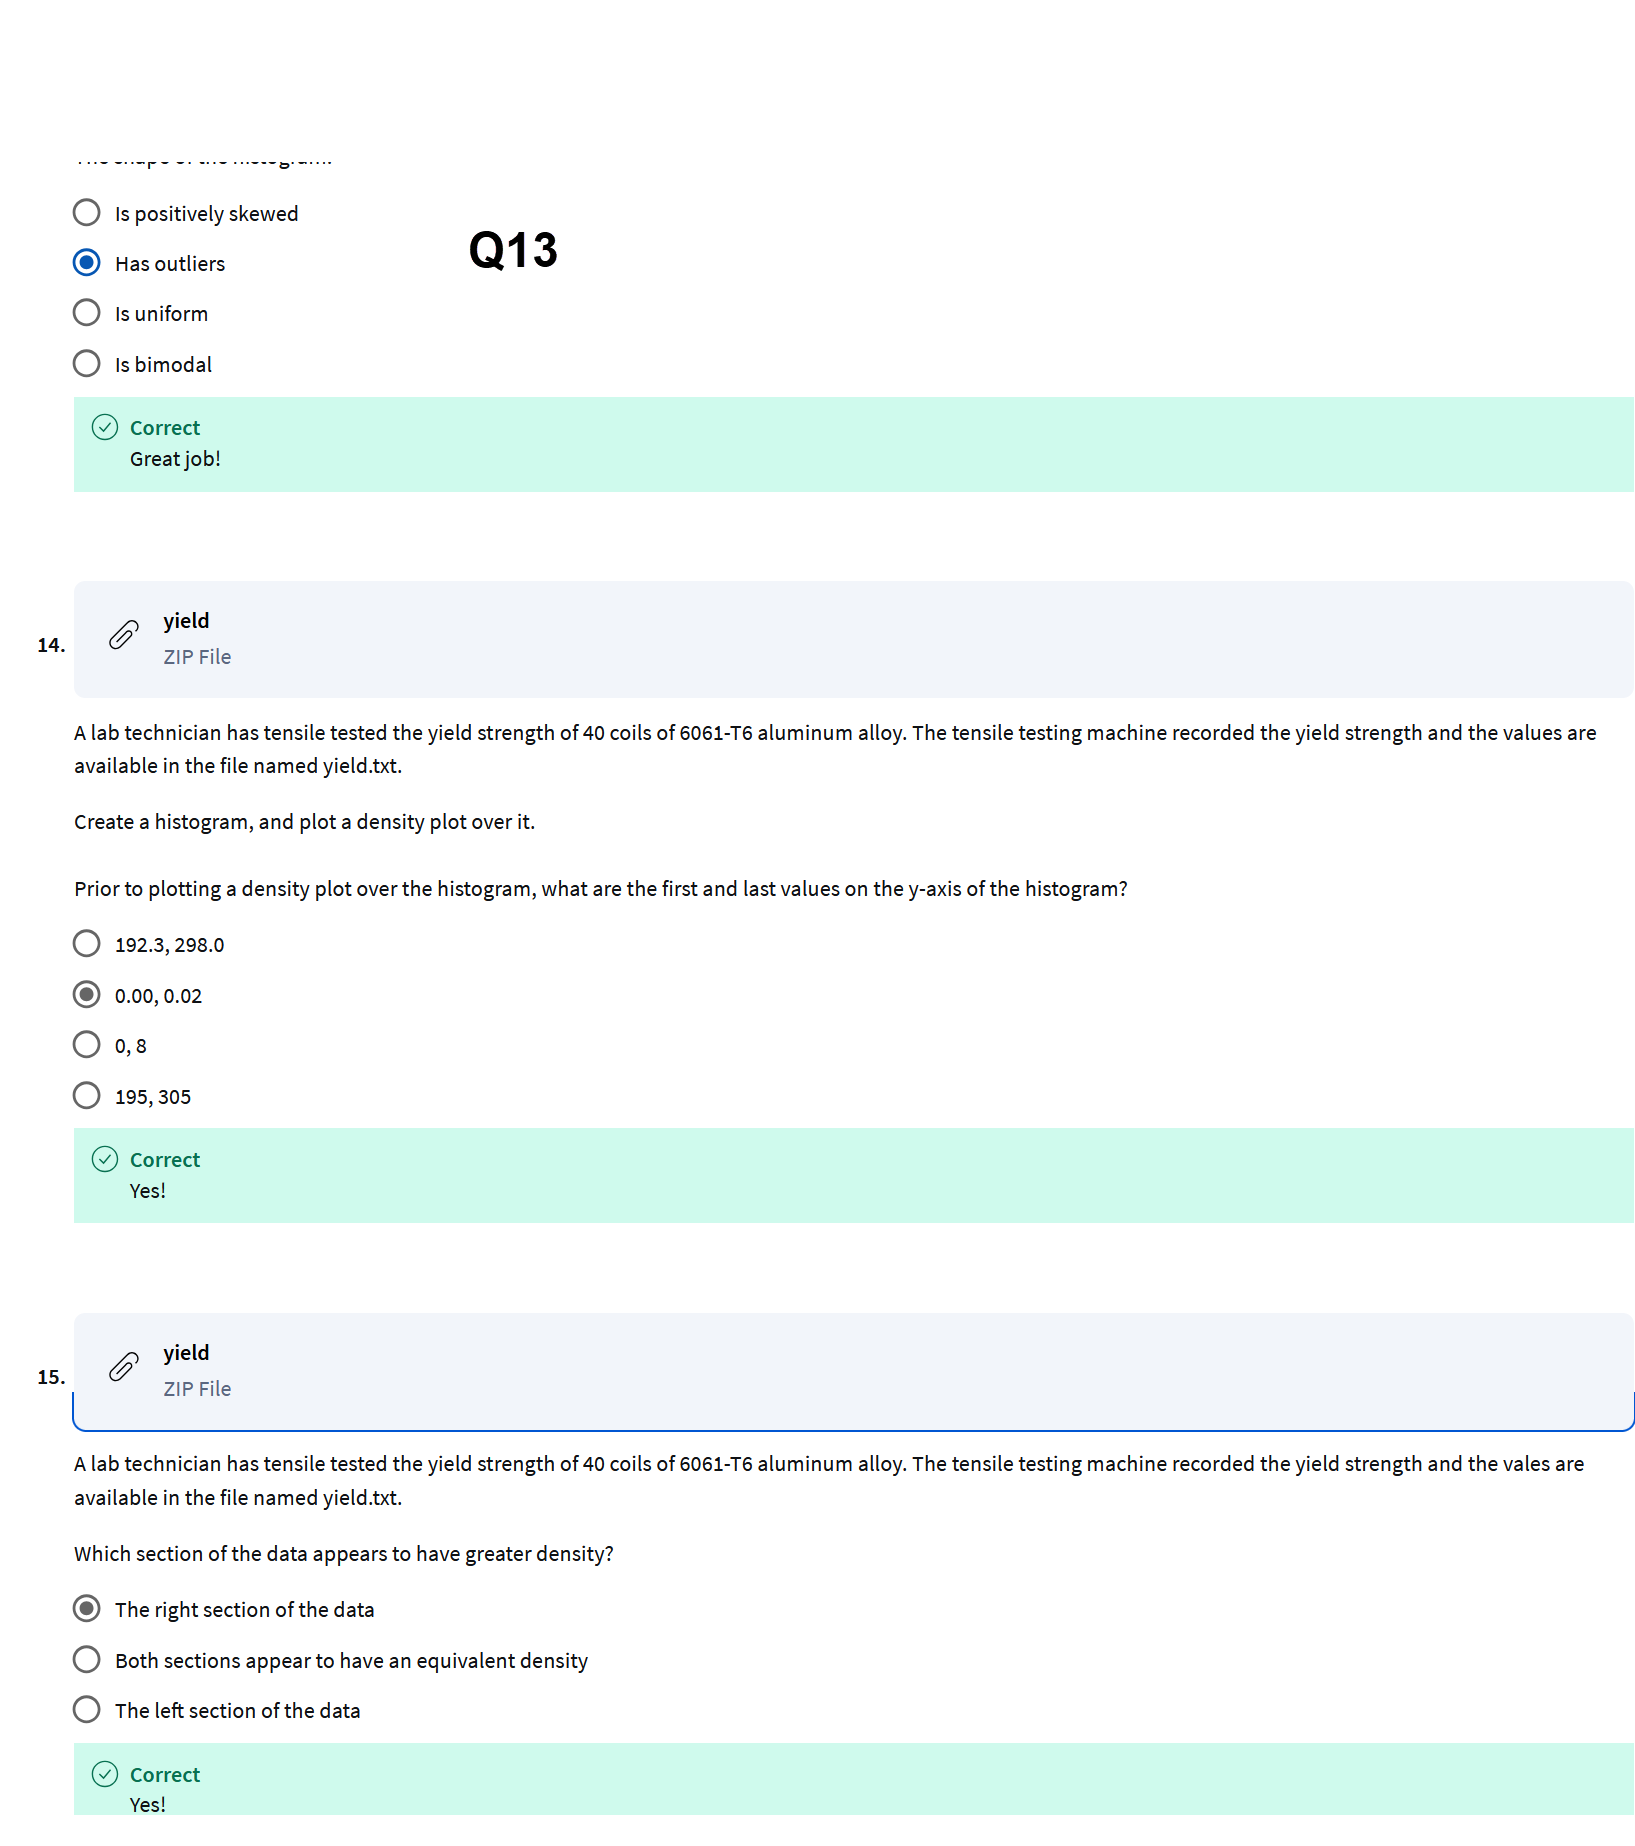 The shape of the histogram:
Is positively skewed
Q13
Has outliers
Is uniform
Is bimodal
Correct
Great job!
14.
yield
ZIP File
A lab technician has tensile tested the yield strength of 40 coils of 6061-T6 aluminum alloy. The tensile testing machine recorded the yield strength and the values are
available in the file named yield.txt.
Create a histogram, and plot a density plot over it.
Prior to plotting a density plot over the histogram, what are the first and last values on the y-axis of the histogram?
192.3, 298.0
0.00, 0.02
0, 8
195, 305
Correct
Yes!
15.
yield
ZIP File
A lab technician has tensile tested the yield strength of 40 coils of 6061-T6 aluminum alloy. The tensile testing machine recorded the yield strength and the vales are
available in the file named yield.txt.
Which section of the data appears to have greater density?
The right section of the data
Both sections appear to have an equivalent density
The left section of the data
Correct
Yes!